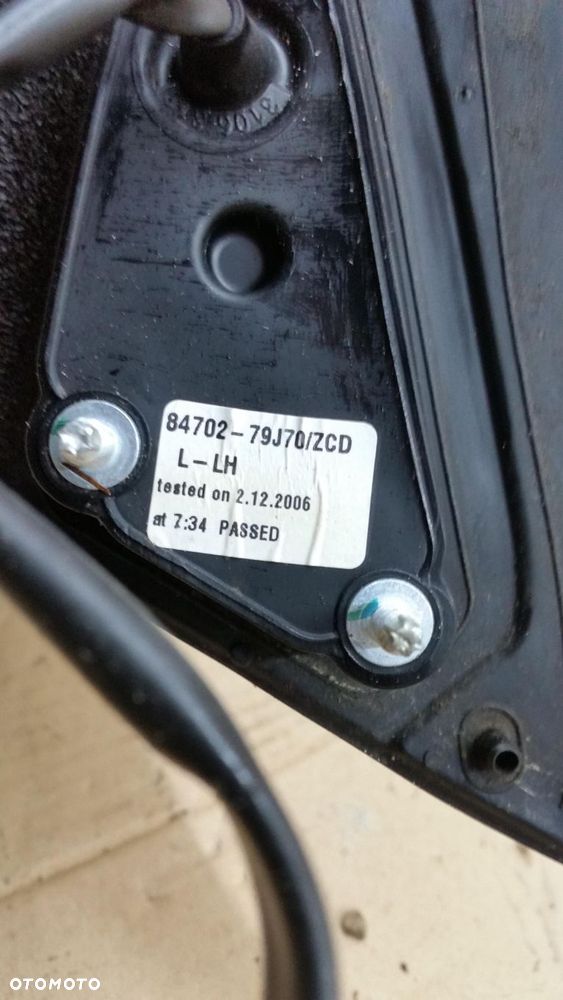 84702-79J70/ZCD
L-LH
tested on 2.12.2006
at 7:34 PASSED
OTOMOTO